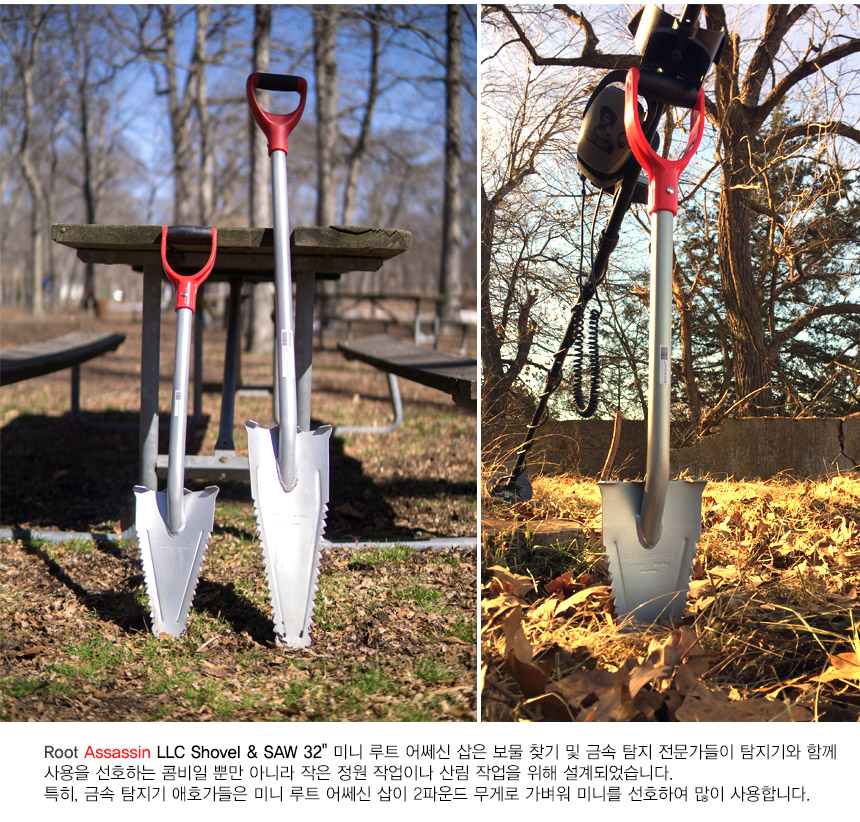 Root Assassin LLC Shovel & SAW 32" 미니 루트 어쎄신 삽은 보물 찾기 및 금속 탐지 전문가들이 탐지기와 함께
사용을 선호하는 콤비일 뿐만 아니라 작은 정원 작업이나 산림 작업을 위해 설계되었습니다.
특히, 금속 탐지기 애호가들은 미니 루트 어쎄신 삽이 2파운드 무게로 가벼워 미니를 선호하여 많이 사용합니다.